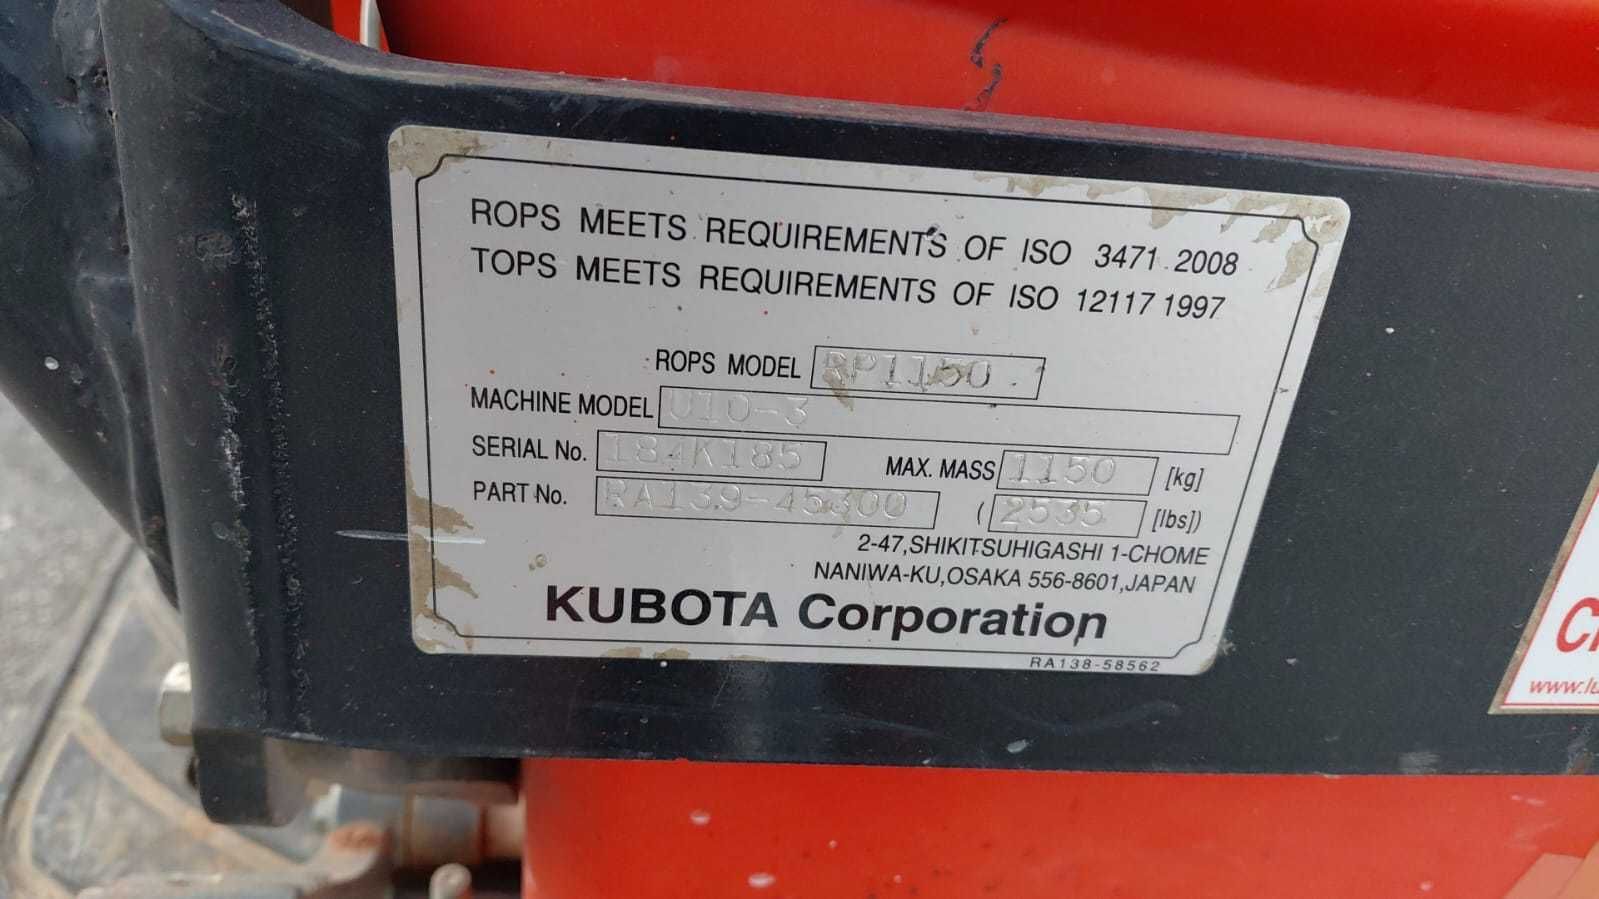 ROPS MEETS REQUIREMENTS OF ISO 3471 2008
TOPS MEETS REQUIREMENTS OF ISO 12117 1997
ROPS MODEL RP1150
MACHINE MODEL U10-3
SERIAL No. 184K185 MAX. MASS 1150 [kg]
PART No. RA139-45300 (2535 [lbs])
2-47,SHIKITSUHIGASHI 1-CHOME
NANIWA-KU,OSAKA 556-8601,JAPAN
KUBOTA Corporation
RA138-58562